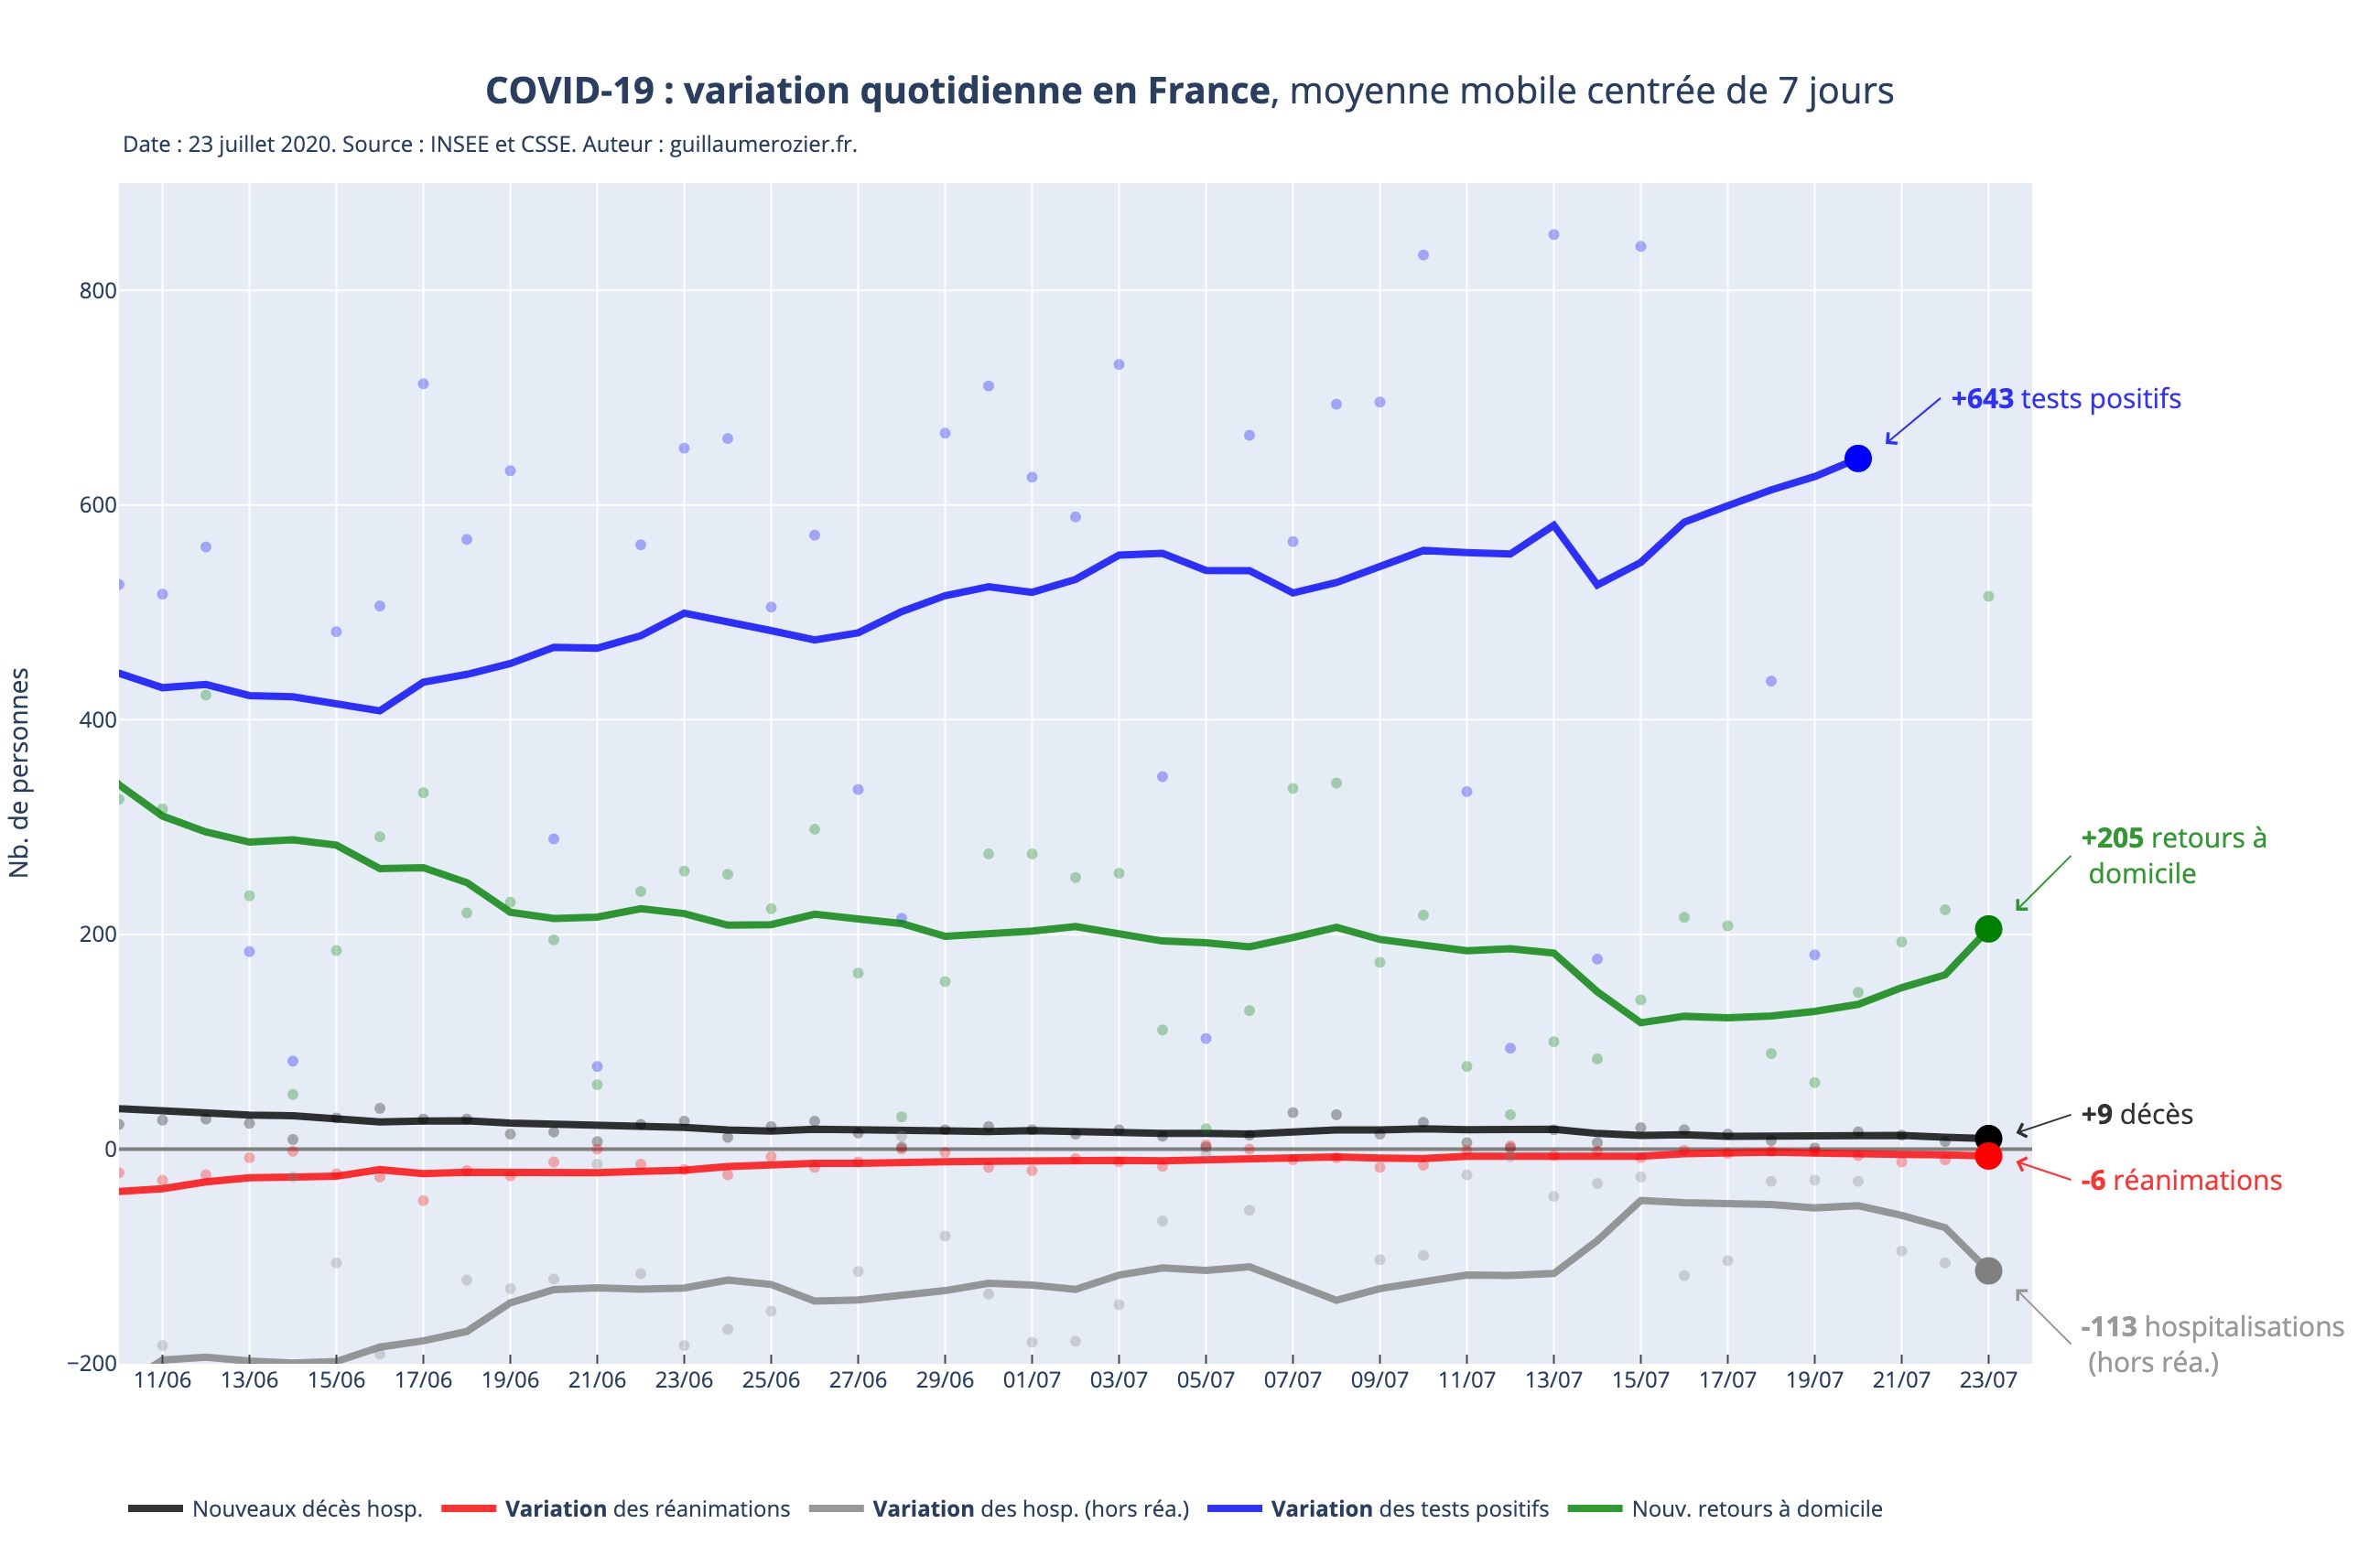 COVID-19 : variation quotidienne en France, moyenne mobile centrée de 7 jours
Date : 23 juillet 2020. Source : INSEE et CSSE. Auteur : guillaumerozier.fr.
Nb. de personnes
800
600
400
200
0
−200
+643 tests positifs
+205 retours à
domicile
+9 décès
-6 réanimations
-113 hospitalisations
(hors réa.)
11/06 13/06 15/06 17/06 19/06 21/06 23/06 25/06 27/06 29/06 01/07 03/07 05/07 07/07 09/07 11/07 13/07 15/07 17/07 19/07 21/07 23/07
Nouveaux décès hosp. Variation des réanimations Variation des hosp. (hors réa.) Variation des tests positifs Nouv. retours à domicile